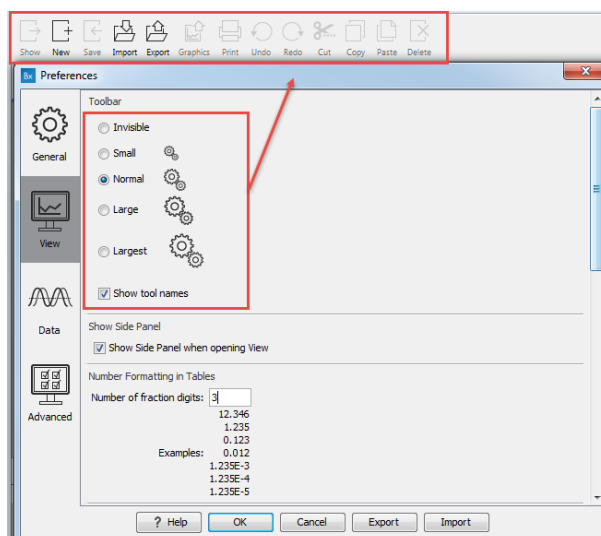 Show New Save Import Export Graphics Print Undo Redo Cut Copy Paste Delete
Bx Preferences
Toolbar
Invisible
Small
General
Normal
Large
View
Largest
Show tool names
Data
Show Side Panel
Show Side Panel when opening View
Number Formatting in Tables
Number of fraction digits: 3
Advanced
12.346
1.235
0.123
Examples: 0.012
1.235E-3
1.235E-4
1.235E-5
? Help OK Cancel Export Import